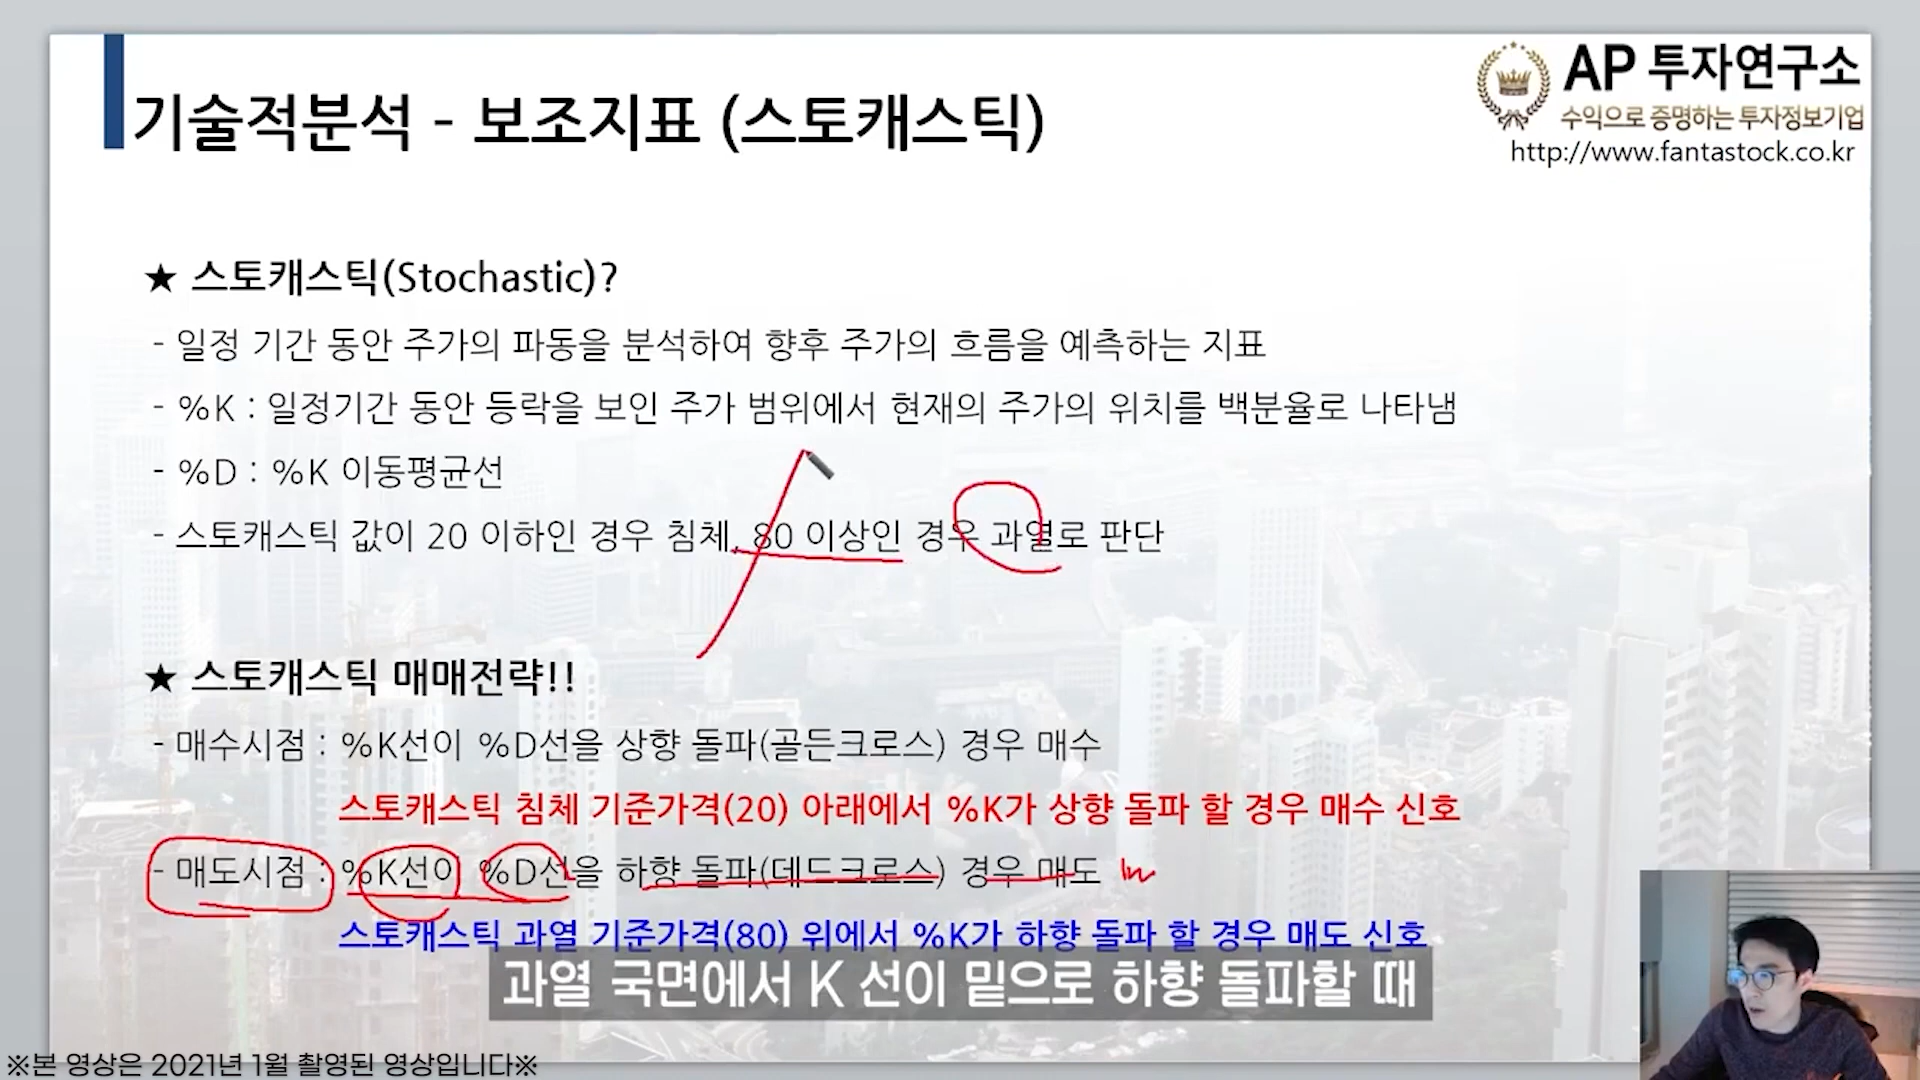 기술적분석 - 보조지표 (스토캐스틱)
AP 투자연구소
수익으로 증명하는 투자정보기업
http://www.fantastock.co.kr
★ 스토캐스틱(Stochastic)?
- 일정 기간 동안 주가의 파동을 분석하여 향후 주가의 흐름을 예측하는 지표
- %K : 일정기간 동안 등락을 보인 주가 범위에서 현재의 주가의 위치를 백분율로 나타냄
- %D : %K 이동평균선
- 스토캐스틱 값이 20 이하인 경우 침체, 80 이상인 경우 과열로 판단
★ 스토캐스틱 매매전략!!
- 매수시점 : %K선이 %D선을 상향 돌파(골든크로스) 경우 매수
스토캐스틱 침체 기준가격(20) 아래에서 %K가 상향 돌파 할 경우 매수 신호
- 매도시점 : %K선이 %D선을 하향 돌파(데드크로스) 경우 매도
스토캐스틱 과열 기준가격(80) 위에서 %K가 하향 돌파 할 경우 매도 신호
과열 국면에서 K 선이 밑으로 하향 돌파할 때
※본 영상은 2021년 1월 촬영된 영상입니다※